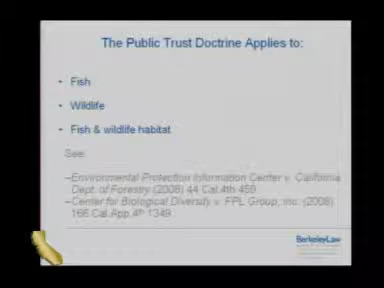 The Public Trust Doctrine Applies to:
• Fish
• Wildlife
• Fish & wildlife habitat
See:
–Environmental Protection Information Center v. California
Dept. of Forestry (2008) 44 Cal.4th 459
–Center for Biological Diversity v. FPL Group, Inc. (2008)
166 Cal.App.4th 1349
BerkeleyLaw